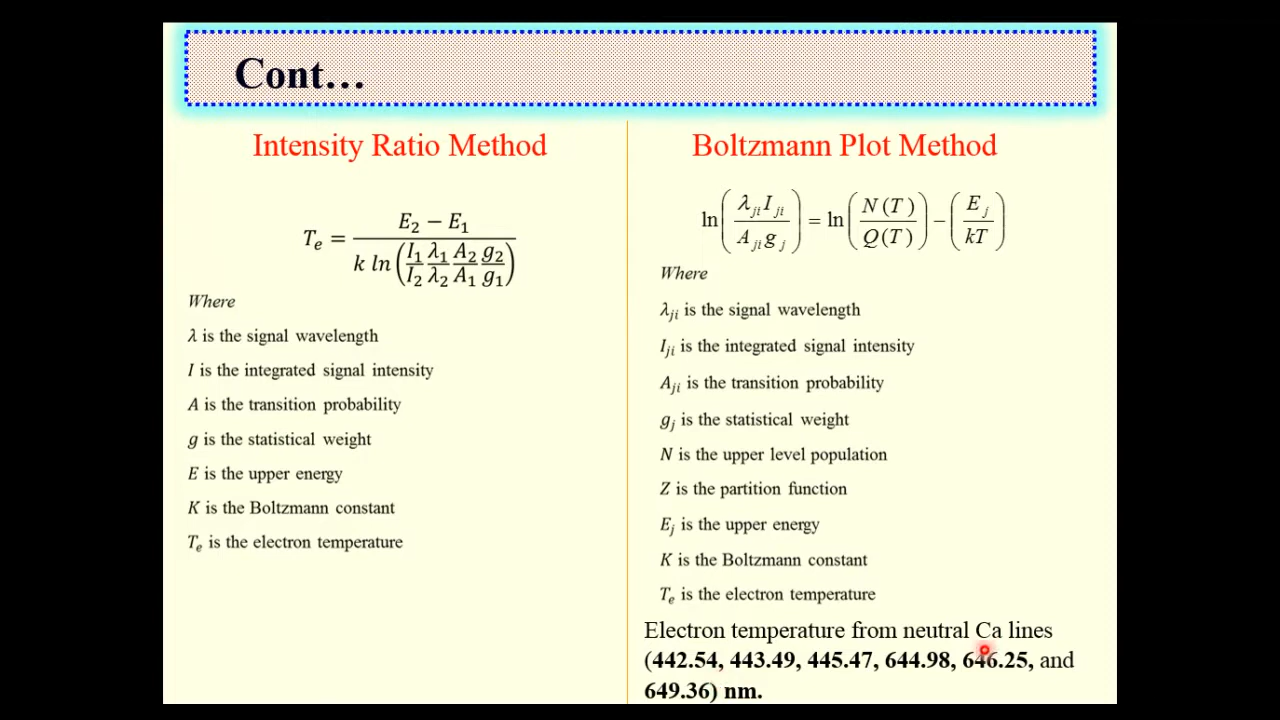 Cont…
Intensity Ratio Method
T_e = (E_2 − E_1) / (k ln(I_1/I_2 λ_1/λ_2 A_2/A_1 g_2/g_1))
Where
λ is the signal wavelength
I is the integrated signal intensity
A is the transition probability
g is the statistical weight
E is the upper energy
K is the Boltzmann constant
T_e is the electron temperature
Boltzmann Plot Method
ln(λ_ji I_ji / A_ji g_j) = ln(N(T) / Q(T)) − (E_j / kT)
Where
λ_ji is the signal wavelength
I_ji is the integrated signal intensity
A_ji is the transition probability
g_j is the statistical weight
N is the upper level population
Z is the partition function
E_j is the upper energy
K is the Boltzmann constant
T_e is the electron temperature
Electron temperature from neutral Ca lines
(442.54, 443.49, 445.47, 644.98, 646.25, and
649.36) nm.